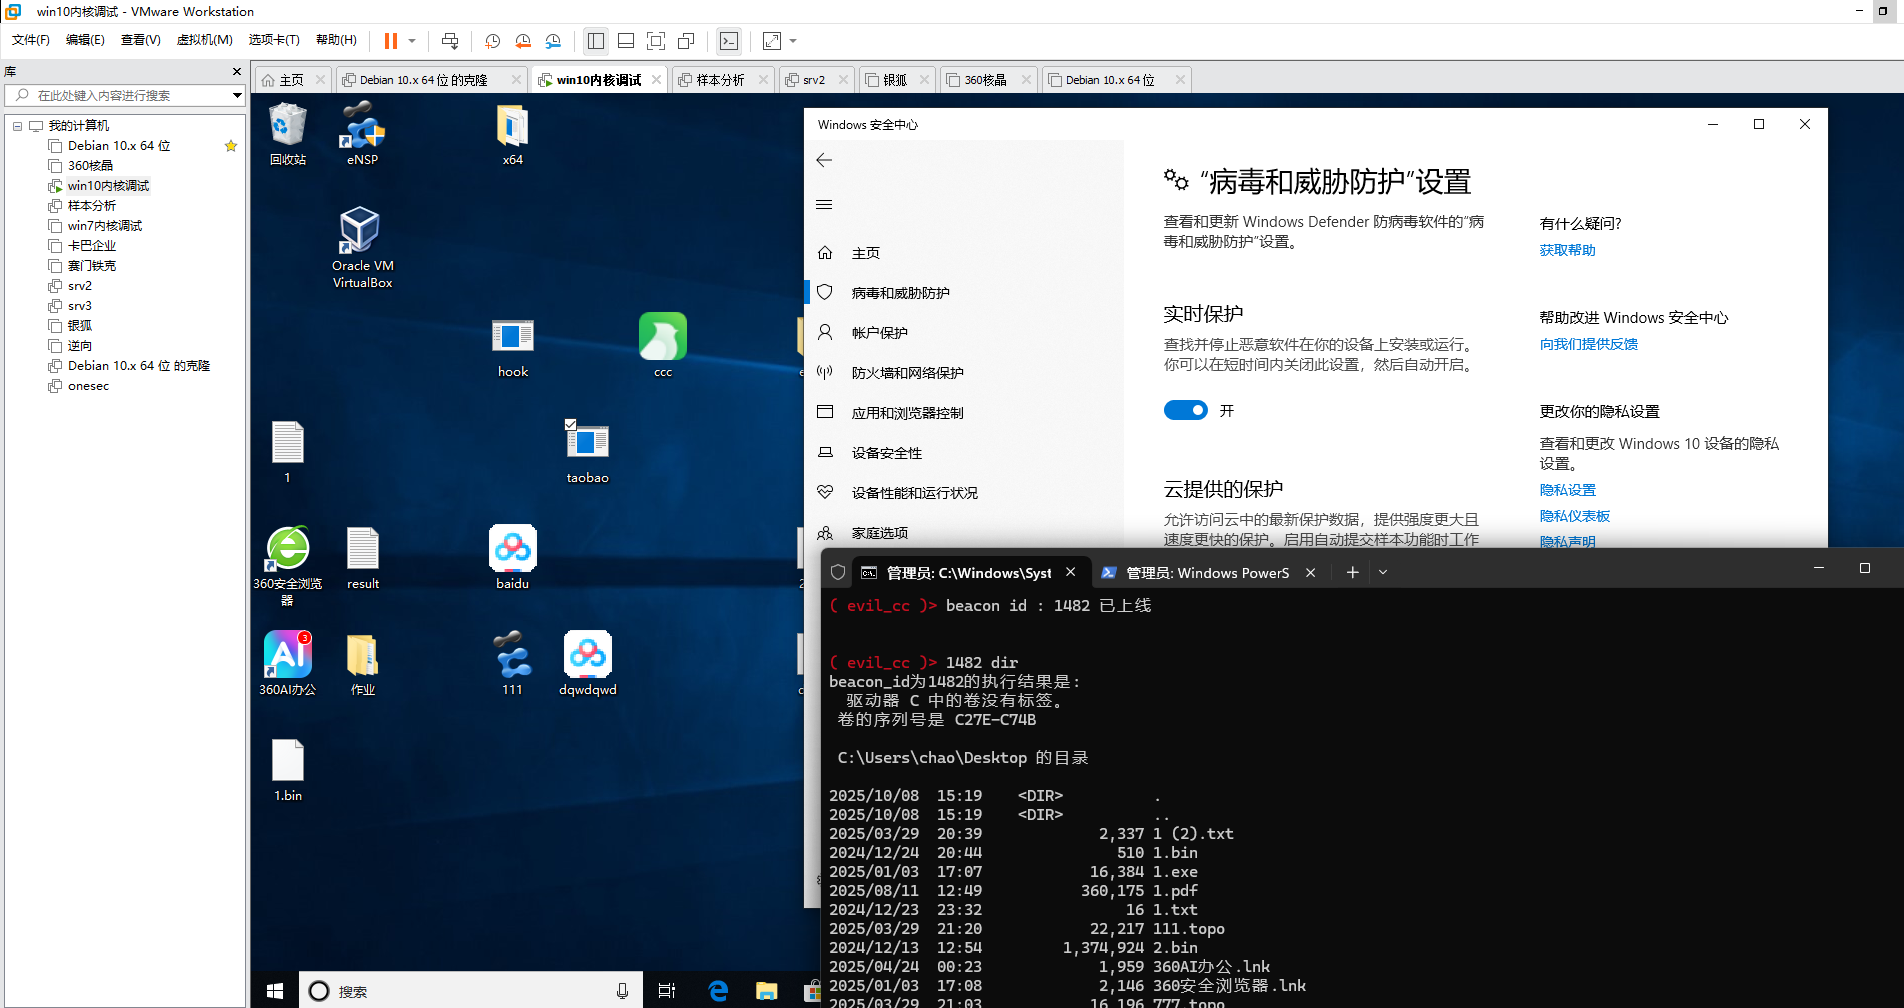 win10内核调试 - VMware Workstation
文件(F) 编辑(E) 查看(V) 虚拟机(M) 选项卡(T) 帮助(H)
库
在此处键入内容进行搜索
我的计算机
Debian 10.x 64 位
360核晶
win10内核调试
样本分析
win7内核调试
卡巴企业
赛门铁克
srv2
srv3
银狐
逆向
Debian 10.x 64 位 的克隆
onesec
主页 Debian 10.x 64 位 的克隆 win10内核调试 样本分析 srv2 银狐 360核晶 Debian 10.x 64 位
回收站
eNSP
x64
Oracle VM
VirtualBox
hook
ccc
1
taobao
360安全浏览
器
result
baidu
AI
3
360AI办公
作业
111
dqwdqwd
1.bin
搜索
Windows 安全中心
主页
病毒和威胁防护
帐户保护
防火墙和网络保护
应用和浏览器控制
设备安全性
设备性能和运行状况
家庭选项
“病毒和威胁防护”设置
查看和更新 Windows Defender 防病毒软件的“病
毒和威胁防护”设置。
实时保护
查找并停止恶意软件在你的设备上安装或运行。
你可以在短时间内关闭此设置，然后自动开启。
开
云提供的保护
允许访问云中的最新保护数据，提供强度更大且
速度更快的保护。启用自动提交样本功能时工作
有什么疑问?
获取帮助
帮助改进 Windows 安全中心
向我们提供反馈
更改你的隐私设置
查看和更改 Windows 10 设备的隐私
设置。
隐私设置
隐私仪表板
隐私声明
管理员: C:\Windows\Syst 管理员: Windows PowerS
( evil_cc )> beacon id : 1482 已上线
( evil_cc )> 1482 dir
beacon_id为1482的执行结果是:
驱动器 C 中的卷没有标签。
卷的序列号是 C27E-C74B
C:\Users\chao\Desktop 的目录
2025/10/08 15:19 <DIR> .
2025/10/08 15:19 <DIR> ..
2025/03/29 20:39 2,337 1 (2).txt
2024/12/24 20:44 510 1.bin
2025/01/03 17:07 16,384 1.exe
2025/08/11 12:49 360,175 1.pdf
2024/12/23 23:32 16 1.txt
2025/03/29 21:20 22,217 111.topo
2024/12/13 12:54 1,374,924 2.bin
2025/04/24 00:23 1,959 360AI办公.lnk
2025/01/03 17:08 2,146 360安全浏览器.lnk
2025/03/29 21:03 16,196 777.topo